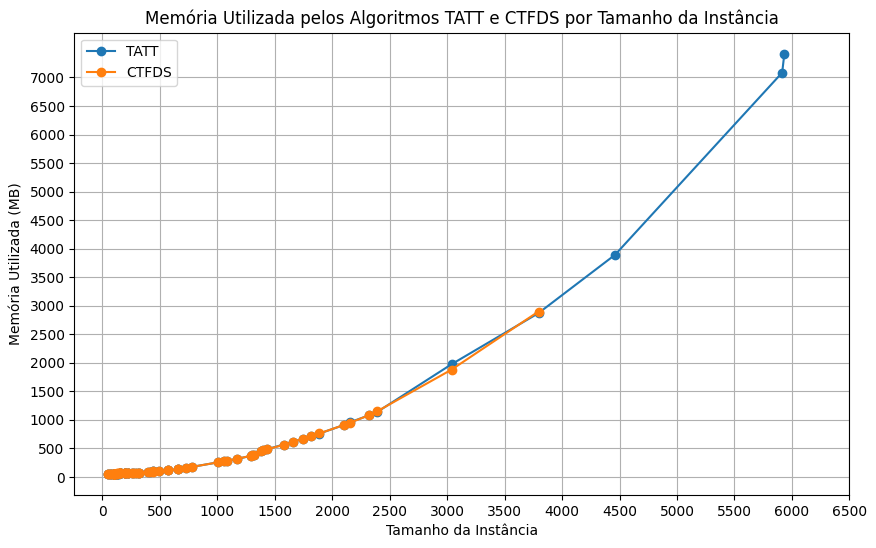 Memória Utilizada pelos Algoritmos TATT e CTFDS por Tamanho da Instância
TATT
CTFDS
Memória Utilizada (MB)
7000
6500
6000
5500
5000
4500
4000
3500
3000
2500
2000
1500
1000
500
0
0 500 1000 1500 2000 2500 3000 3500 4000 4500 5000 5500 6000 6500
Tamanho da Instância